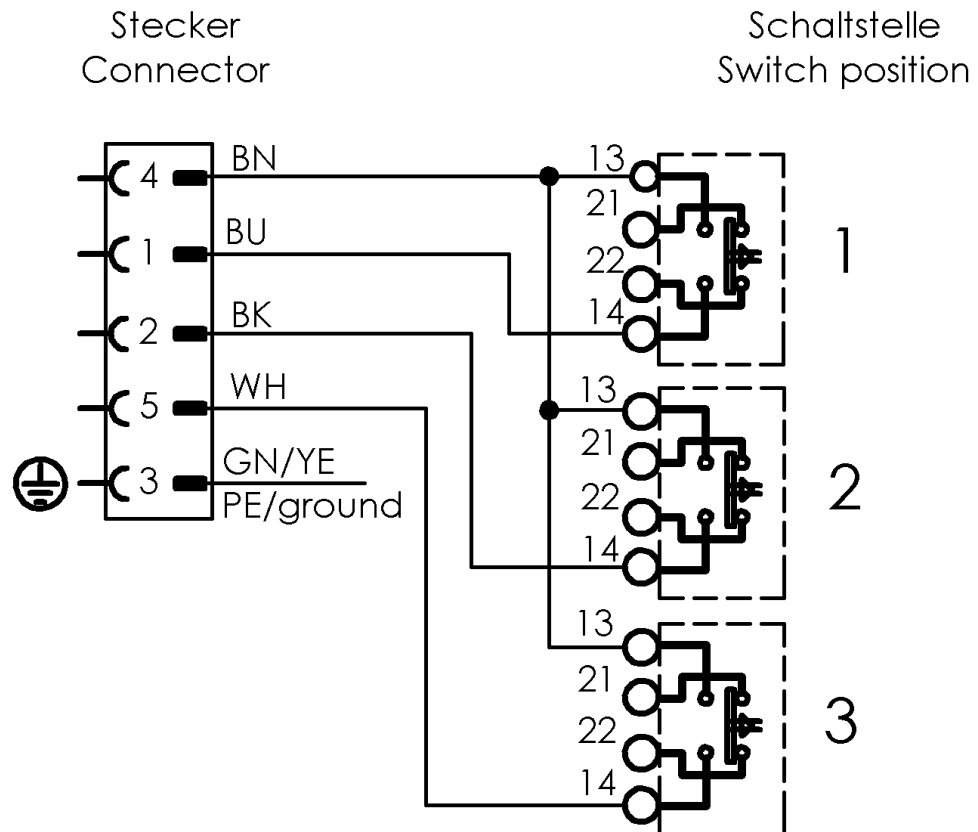 Stecker
Connector
Schaltstelle
Switch position
4 BN
1 BU
2 BK
5 WH
3 GN/YE
PE/ground
13
21
22
14
1
13
21
22
14
2
13
21
22
14
3